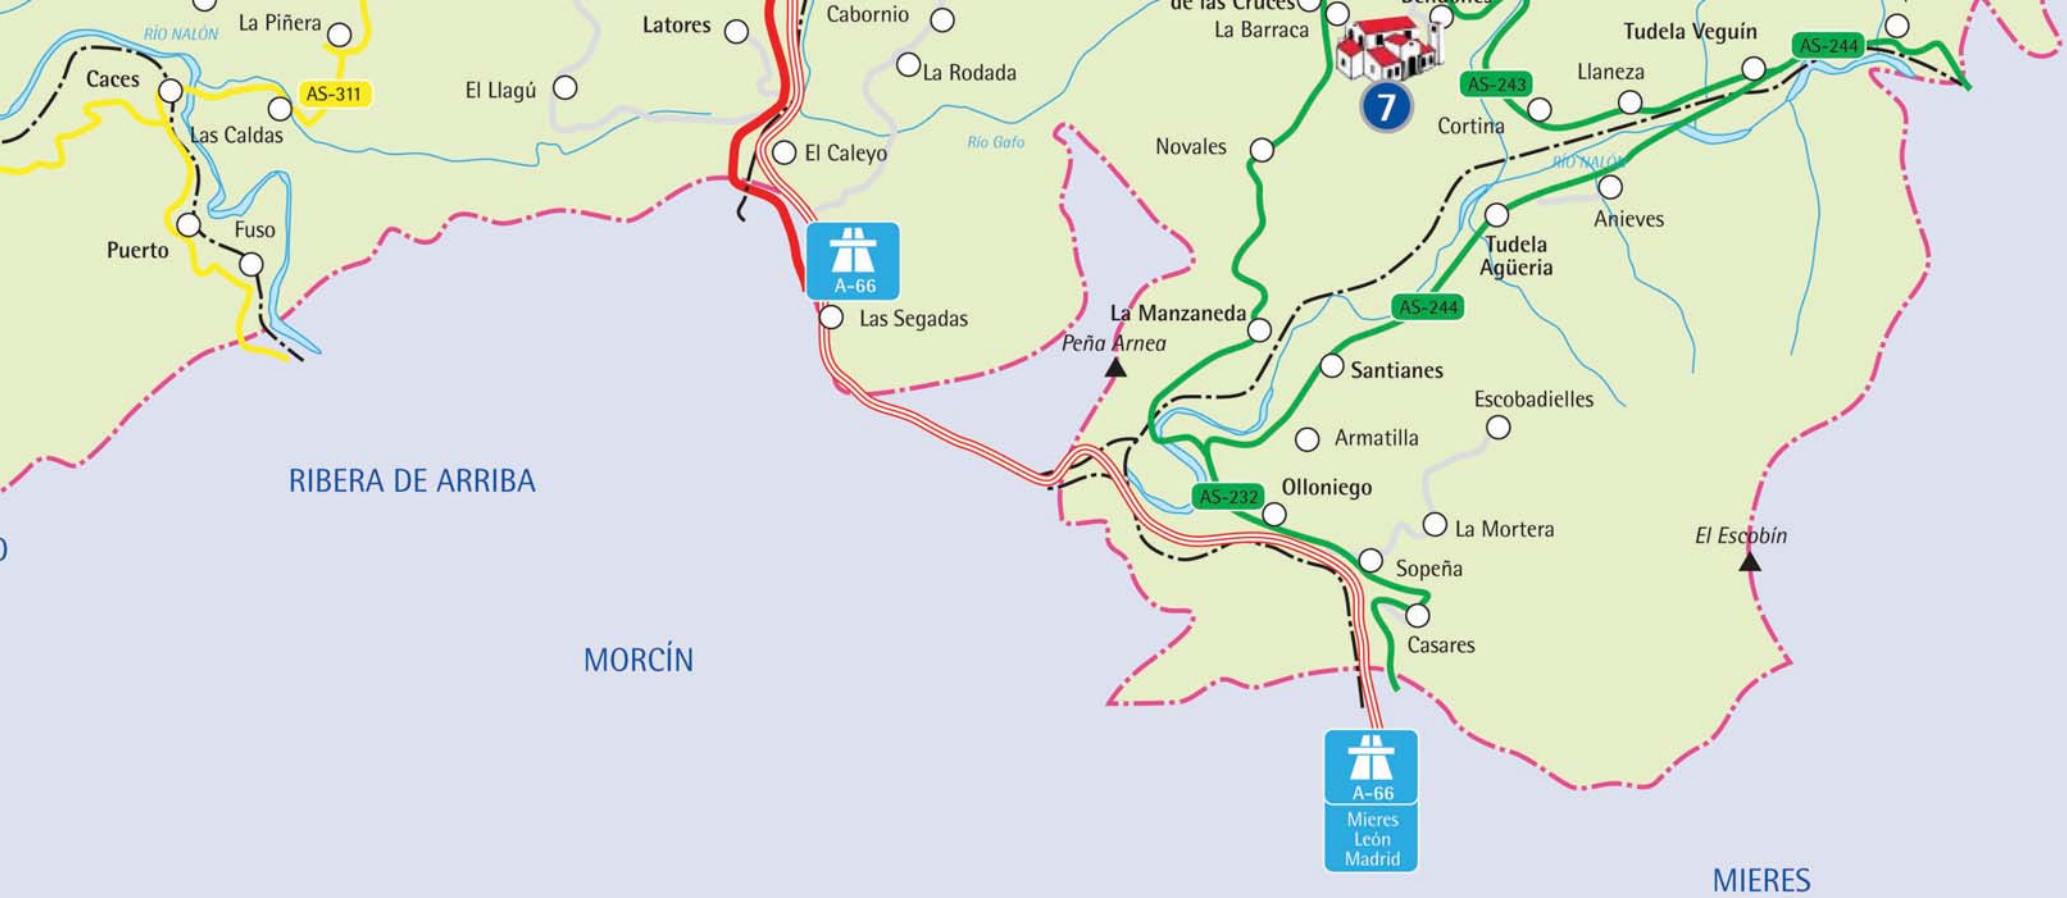 de las Cruces
Cabornio
La Piñera
Latores
La Barraca
Tudela Veguín
RÍO NALÓN
AS-244
La Rodada
Llaneza
Caces
AS-243
El Llagú
AS-311
7
Cortina
Las Caldas
Río Gafo
Novales
El Caleyo
RÍO NALÓN
Anieves
Fuso
Puerto
Tudela
Agüeria
A-66
AS-244
La Manzaneda
Las Segadas
Peña Arnea
Santianes
Escobadielles
Armatilla
RIBERA DE ARRIBA
Olloniego
AS-232
La Mortera
El Escobín
Sopeña
Casares
MORCÍN
A-66
Mieres
León
Madrid
MIERES